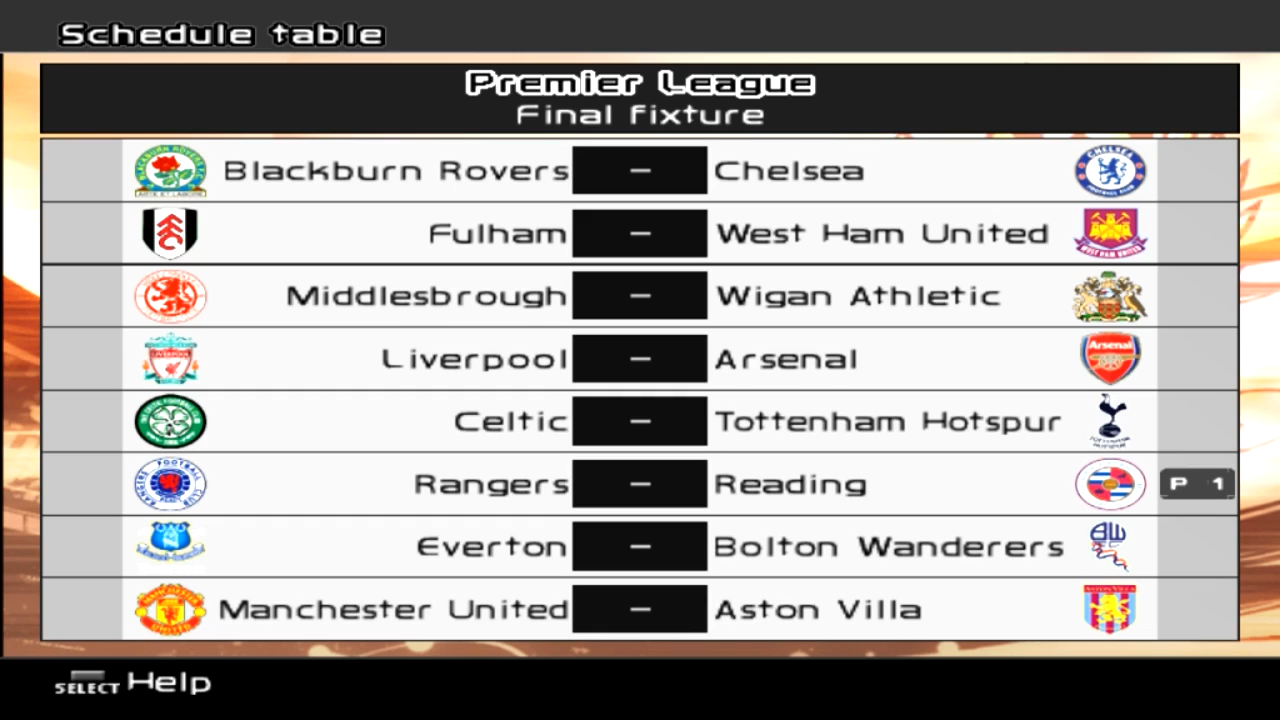 Schedule table
Premier League
Final fixture
Blackburn Rovers - Chelsea
Fulham - West Ham United
Middlesbrough - Wigan Athletic
Liverpool - Arsenal
Celtic - Tottenham Hotspur
Rangers - Reading P 1
Everton - Bolton Wanderers
Manchester United - Aston Villa
SELECT Help